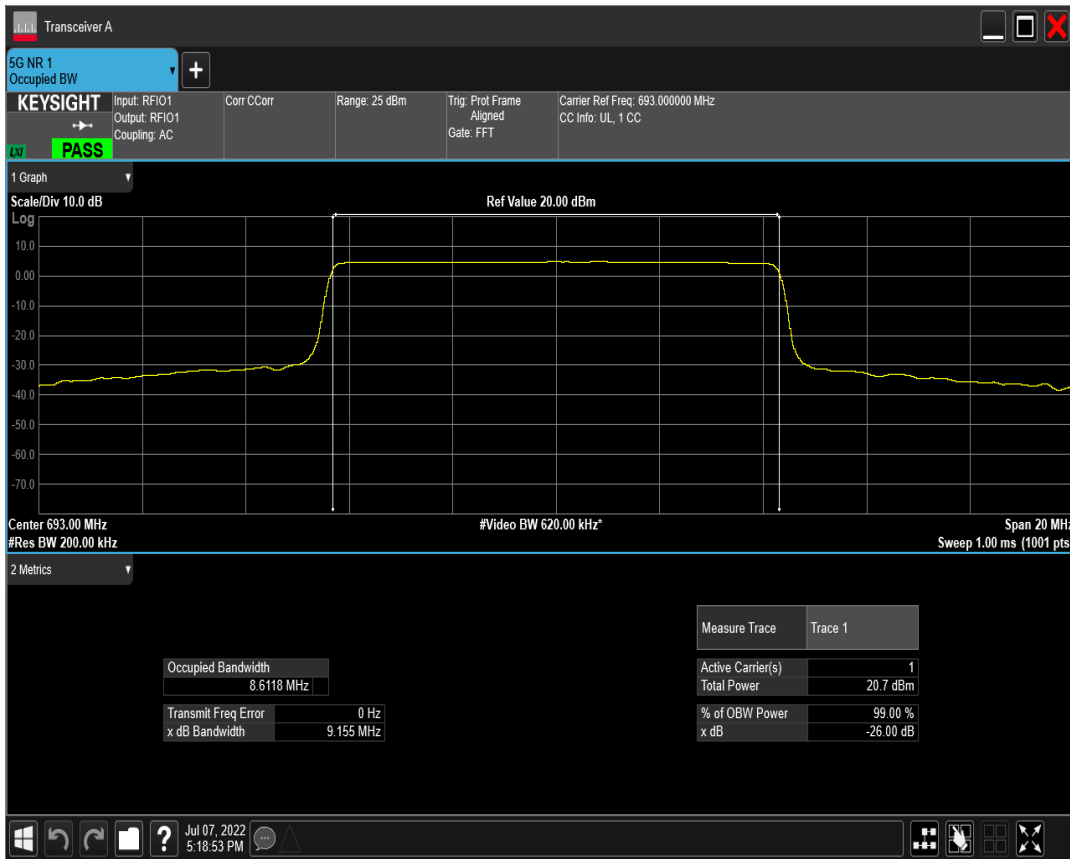 Transceiver A
5G NR 1
Occupied BW
KEYSIGHT
LXI
PASS
Input: RFIO1
Output: RFIO1
Coupling: AC
Corr CCorr
Range: 25 dBm
Trig: Prot Frame
Aligned
Gate: FFT
Carrier Ref Freq: 693.000000 MHz
CC Info: UL, 1 CC
1 Graph
Scale/Div 10.0 dB
Ref Value 20.00 dBm
Log
10.0
0.00
-10.0
-20.0
-30.0
-40.0
-50.0
-60.0
-70.0
Center 693.00 MHz
#Video BW 620.00 kHz*
Span 20 MHz
#Res BW 200.00 kHz
Sweep 1.00 ms (1001 pts
2 Metrics
Measure Trace Trace 1
Occupied Bandwidth
8.6118 MHz
Active Carrier(s) 1
Total Power 20.7 dBm
Transmit Freq Error 0 Hz
x dB Bandwidth 9.155 MHz
% of OBW Power 99.00 %
x dB -26.00 dB
?
Jul 07, 2022
5:18:53 PM